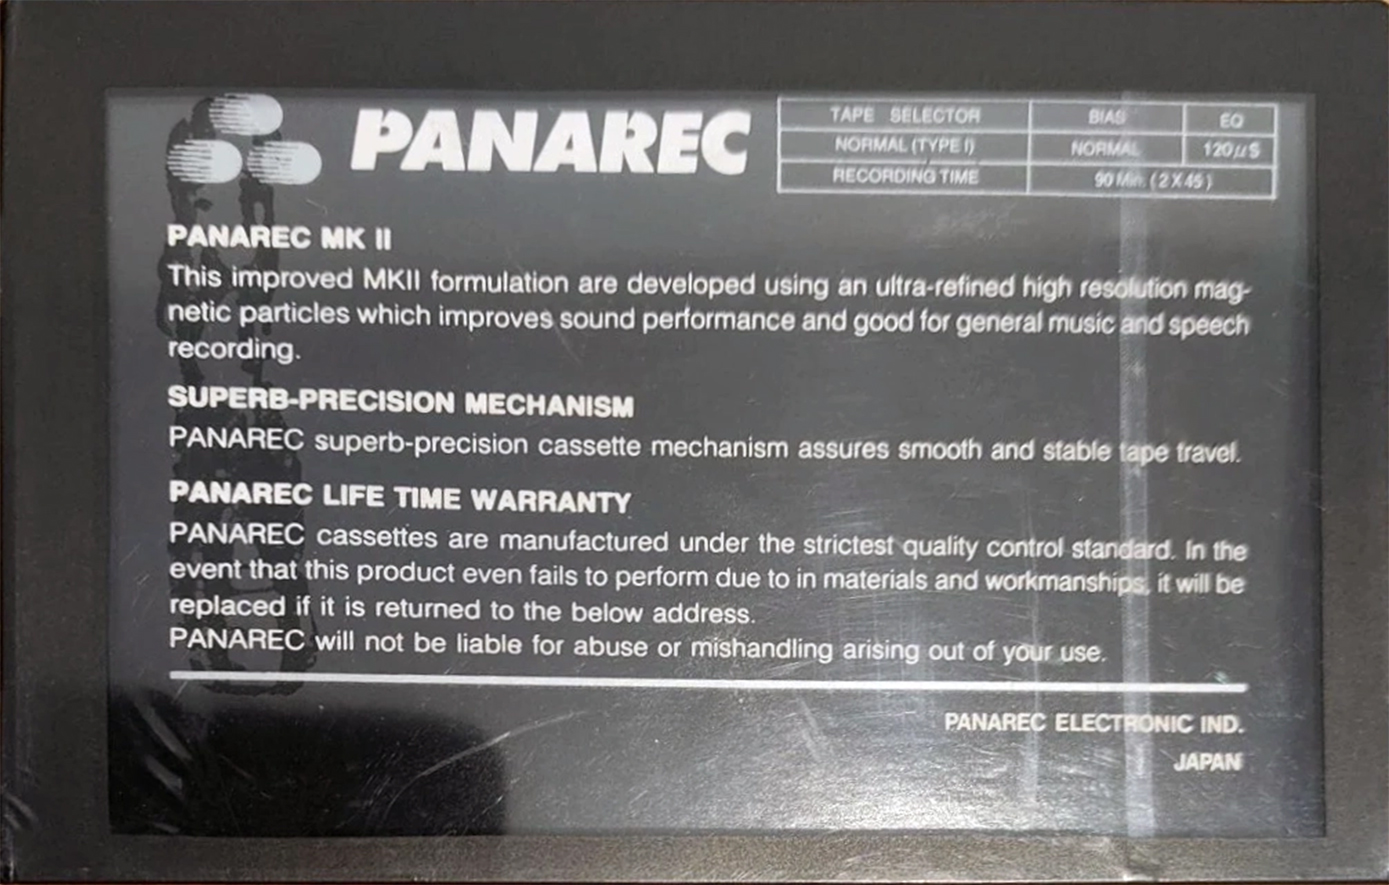 PANAREC
TAPE SELECTOR BIAS EQ
NORMAL (TYPE I) NORMAL 120μS
RECORDING TIME 90 Min. (2 X 45)
PANAREC MK II
This improved MKII formulation are developed using an ultra-refined high resolution mag-
netic particles which improves sound performance and good for general music and speech
recording.
SUPERB-PRECISION MECHANISM
PANAREC superb-precision cassette mechanism assures smooth and stable tape travel.
PANAREC LIFE TIME WARRANTY
PANAREC cassettes are manufactured under the strictest quality control standard. In the
event that this product even fails to perform due to in materials and workmanships, it will be
replaced if it is returned to the below address.
PANAREC will not be liable for abuse or mishandling arising out of your use.
PANAREC ELECTRONIC IND.
JAPAN